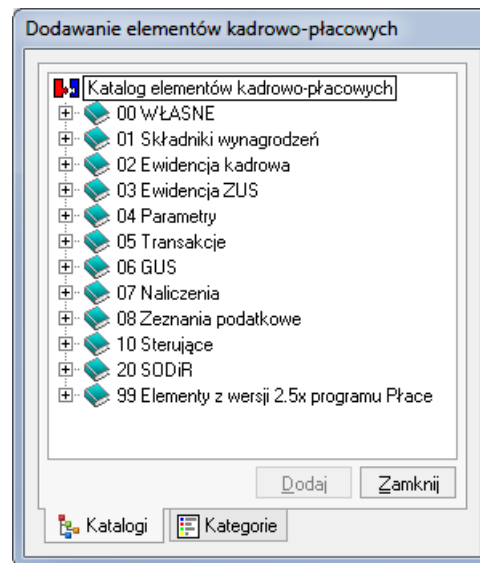 Dodawanie elementów kadrowo-płacowych
Katalog elementów kadrowo-płacowych
00 WŁASNE
01 Składniki wynagrodzeń
02 Ewidencja kadrowa
03 Ewidencja ZUS
04 Parametry
05 Transakcje
06 GUS
07 Naliczenia
08 Zeznania podatkowe
10 Sterujące
20 SODiR
99 Elementy z wersji 2.5x programu Płace
Dodaj Zamknij
Katalogi Kategorie